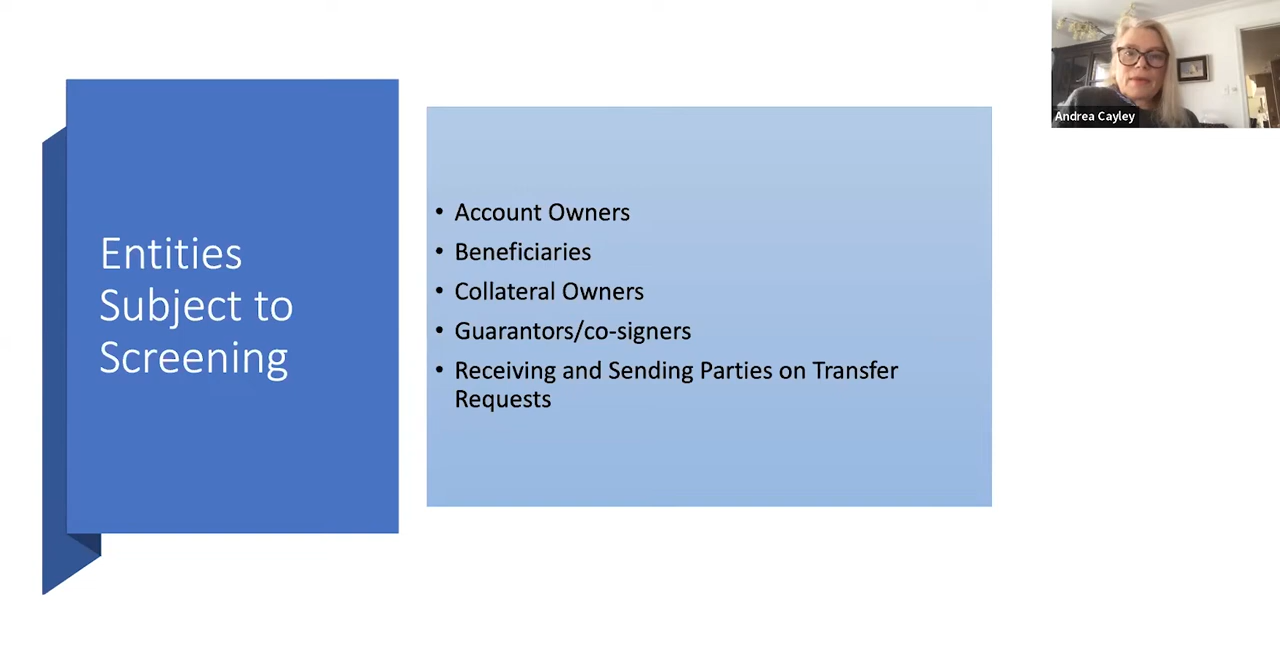 Andrea Cayley
Entities
Subject to
Screening
• Account Owners
• Beneficiaries
• Collateral Owners
• Guarantors/co-signers
• Receiving and Sending Parties on Transfer
Requests